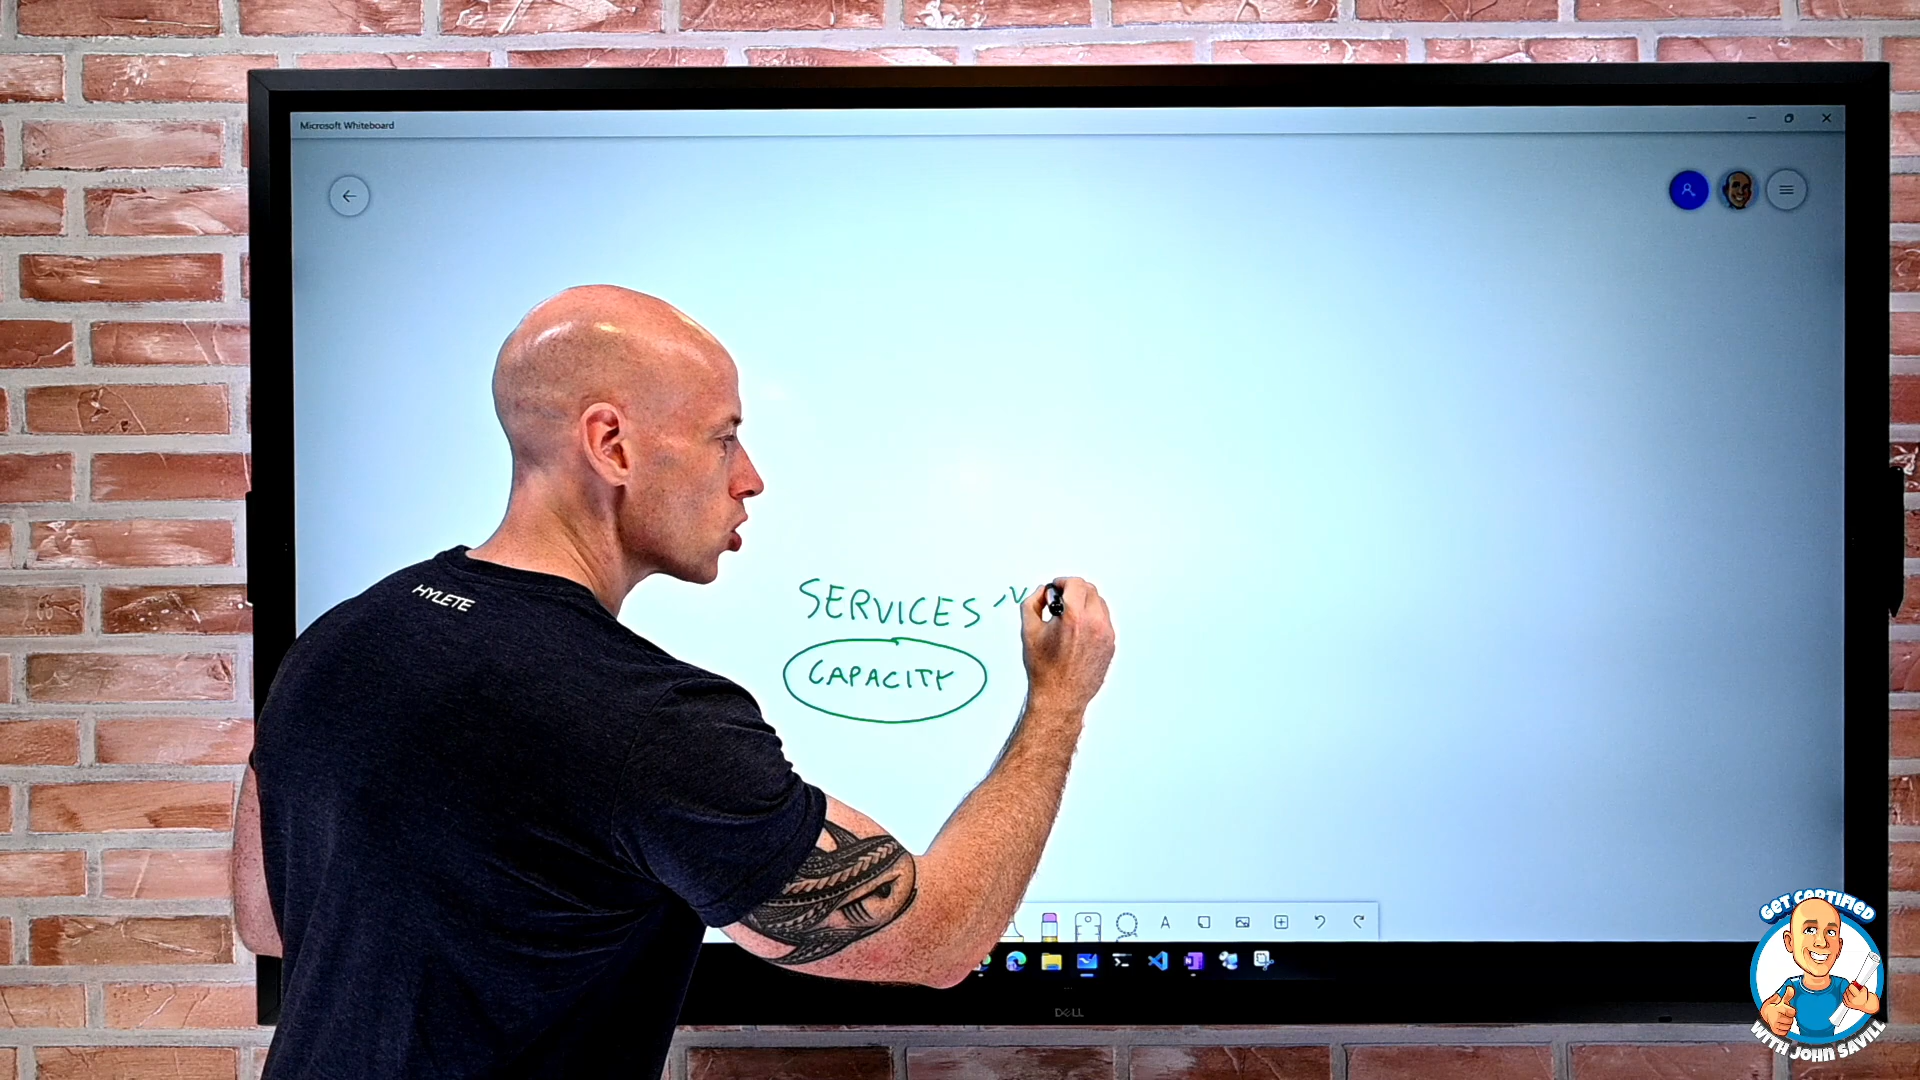 Microsoft Whiteboard
HYLETE
SERVICES
CAPACITY
A
DELL
GET CERTIFIED
WITH JOHN SAVILL